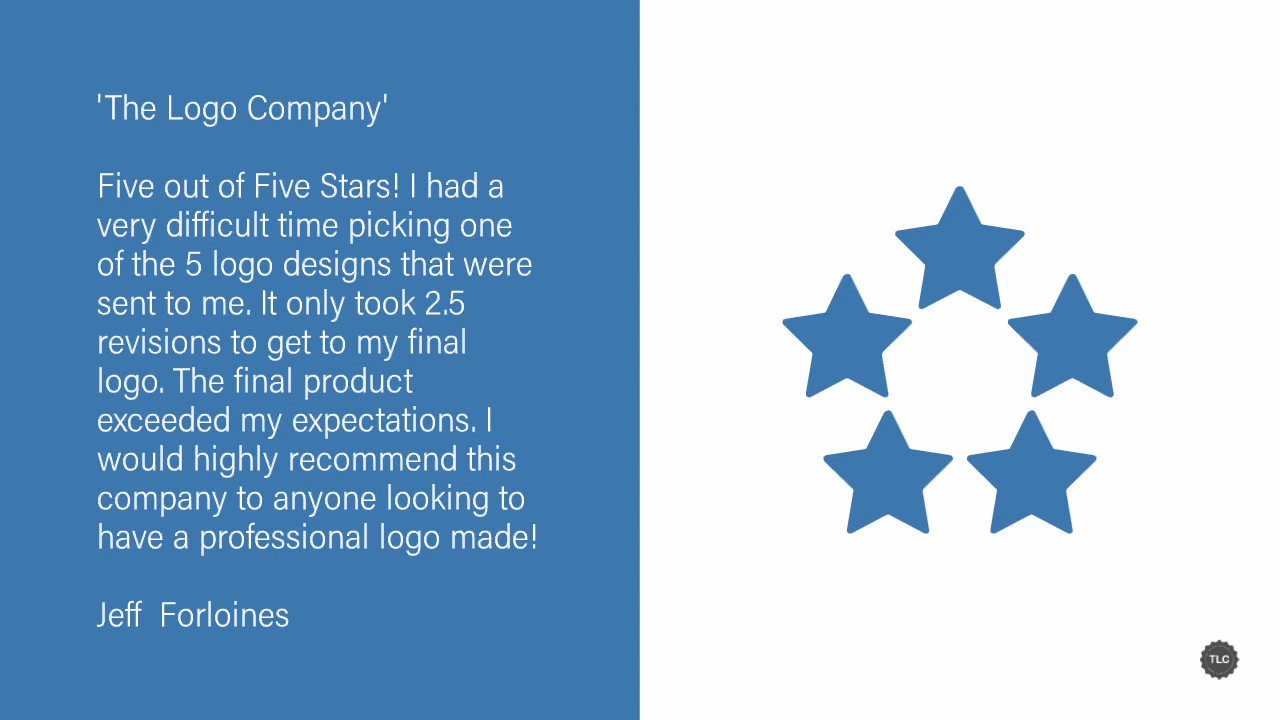 'The Logo Company'
Five out of Five Stars! I had a
very difficult time picking one
of the 5 logo designs that were
sent to me. It only took 2.5
revisions to get to my final
logo. The final product
exceeded my expectations. I
would highly recommend this
company to anyone looking to
have a professional logo made!
Jeff  Forloines
TLC